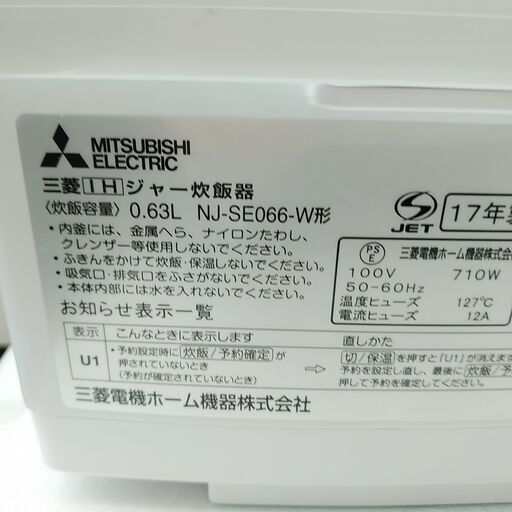 MITSUBISHI
ELECTRIC
三菱IHジャー炊飯器
〈炊飯容量〉0.63L NJ-SE066-W形
・内釜には、金属へら、ナイロンたわし、
クレンザー等使用しないでください。
・ふきんをかけて炊飯・保温しないでください。
・吸気口・排気口をふさがないでください。
・本体内部には水を入れないでください。
お知らせ表示一覧
S
JET
17年
PS
E
三菱電機ホーム機器株式会
100V 710W
50-60Hz
温度ヒューズ 127℃
電流ヒューズ 12A
表示 こんなときに表示します 直しかた
U1
・予約設定時に炊飯/予約確定が
押されていないとき
(予約が確定されていないとき)
⇨
切/保温を押すと「U1」が消えます
予約を設定し直し、最後に炊飯/予
押して予約を確定してください。
三菱電機ホーム機器株式会社